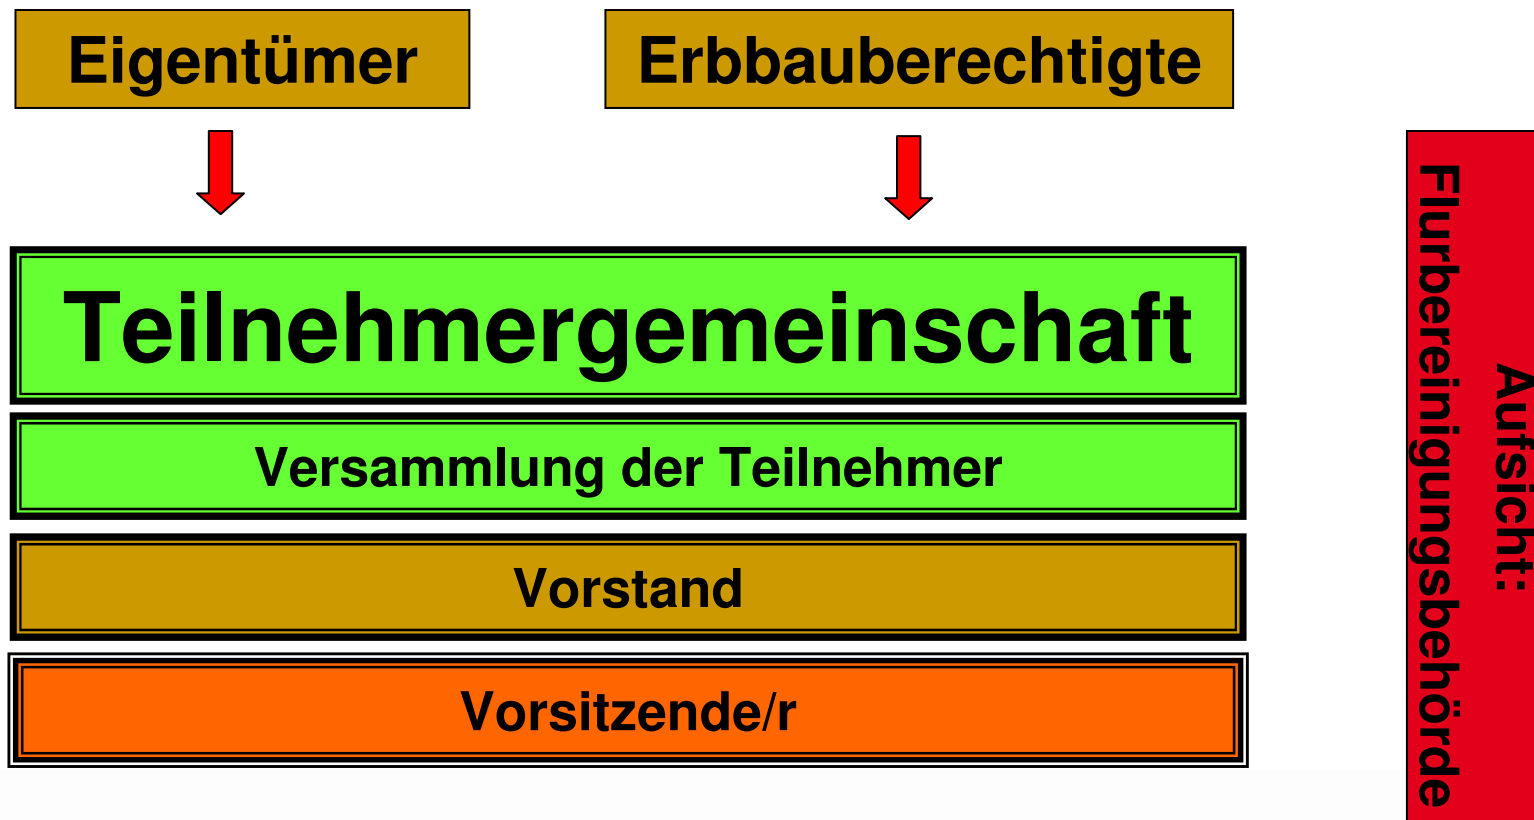 Eigentümer
Erbbauberechtigte
Teilnehmergemeinschaft
Versammlung der Teilnehmer
Vorstand
Vorsitzende/r
Aufsicht:
Flurbereinigungsbehörde